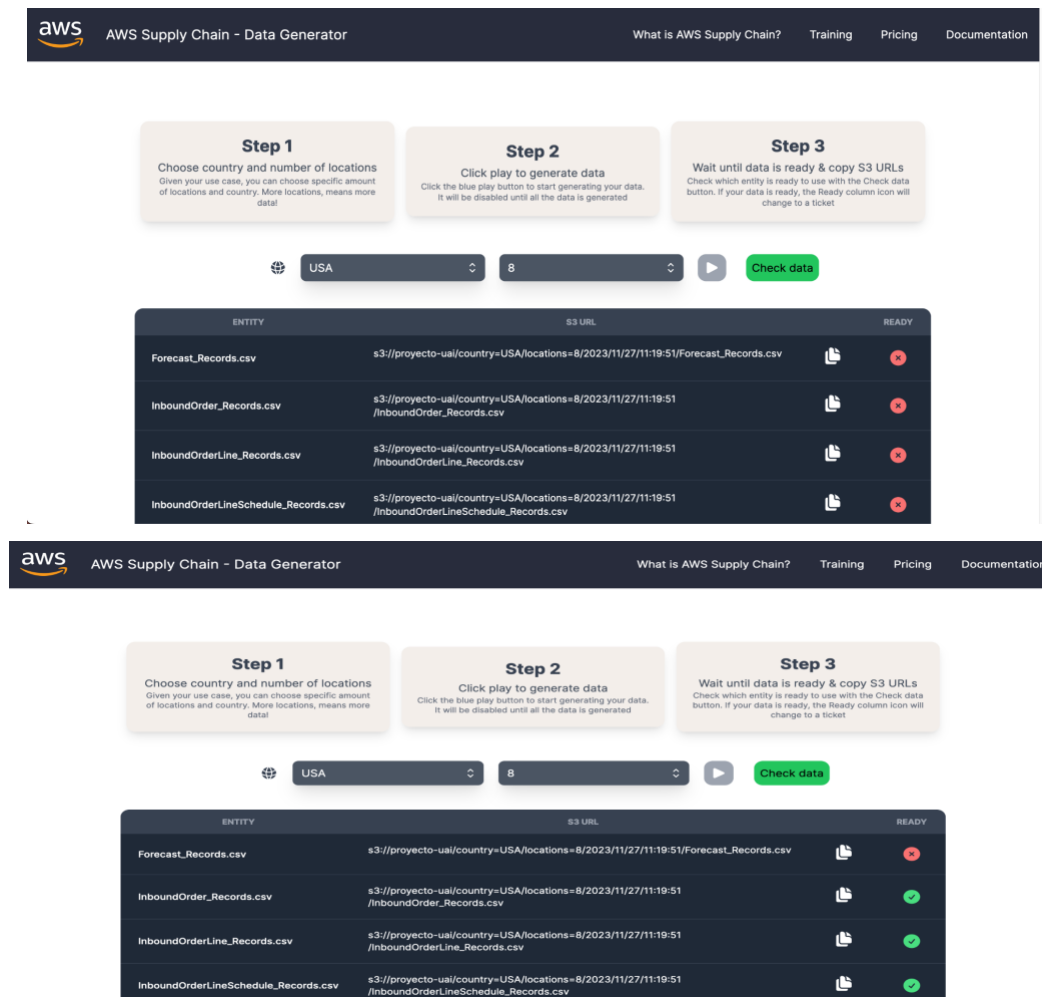 aws
AWS Supply Chain - Data Generator
What is AWS Supply Chain?
Training
Pricing
Documentation
Step 1
Choose country and number of locations
Given your use case, you can choose specific amount
of locations and country. More locations, means more
data!
Step 2
Click play to generate data
Click the blue play button to start generating your data.
It will be disabled until all the data is generated
Step 3
Wait until data is ready & copy S3 URLs
Check which entity is ready to use with the Check data
button. If your data is ready, the Ready column icon will
change to a ticket
USA
8
Check data
ENTITY
S3 URL
READY
Forecast_Records.csv
s3://proyecto-uai/country=USA/locations=8/2023/11/27/11:19:51/Forecast_Records.csv
InboundOrder_Records.csv
s3://proyecto-uai/country=USA/locations=8/2023/11/27/11:19:51
/InboundOrder_Records.csv
InboundOrderLine_Records.csv
s3://proyecto-uai/country=USA/locations=8/2023/11/27/11:19:51
/InboundOrderLine_Records.csv
InboundOrderLineSchedule_Records.csv
s3://proyecto-uai/country=USA/locations=8/2023/11/27/11:19:51
/InboundOrderLineSchedule_Records.csv
aws
AWS Supply Chain - Data Generator
What is AWS Supply Chain?
Training
Pricing
Documentation
Step 1
Choose country and number of locations
Given your use case, you can choose specific amount
of locations and country. More locations, means more
data!
Step 2
Click play to generate data
Click the blue play button to start generating your data.
It will be disabled until all the data is generated
Step 3
Wait until data is ready & copy S3 URLs
Check which entity is ready to use with the Check data
button. If your data is ready, the Ready column icon will
change to a ticket
USA
8
Check data
ENTITY
S3 URL
READY
Forecast_Records.csv
s3://proyecto-uai/country=USA/locations=8/2023/11/27/11:19:51/Forecast_Records.csv
InboundOrder_Records.csv
s3://proyecto-uai/country=USA/locations=8/2023/11/27/11:19:51
/InboundOrder_Records.csv
InboundOrderLine_Records.csv
s3://proyecto-uai/country=USA/locations=8/2023/11/27/11:19:51
/InboundOrderLine_Records.csv
InboundOrderLineSchedule_Records.csv
s3://proyecto-uai/country=USA/locations=8/2023/11/27/11:19:51
/InboundOrderLineSchedule_Records.csv